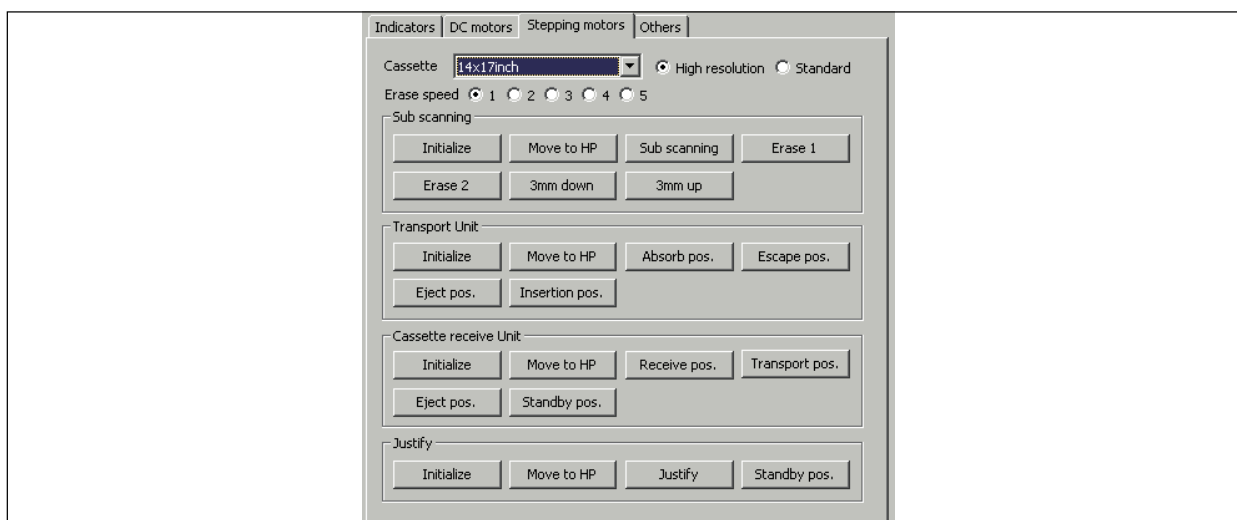 Indicators DC motors Stepping motors Others
Cassette 14x17inch High resolution Standard
Erase speed 1 2 3 4 5
Sub scanning
Initialize Move to HP Sub scanning Erase 1
Erase 2 3mm down 3mm up
Transport Unit
Initialize Move to HP Absorb pos. Escape pos.
Eject pos. Insertion pos.
Cassette receive Unit
Initialize Move to HP Receive pos. Transport pos.
Eject pos. Standby pos.
Justify
Initialize Move to HP Justify Standby pos.